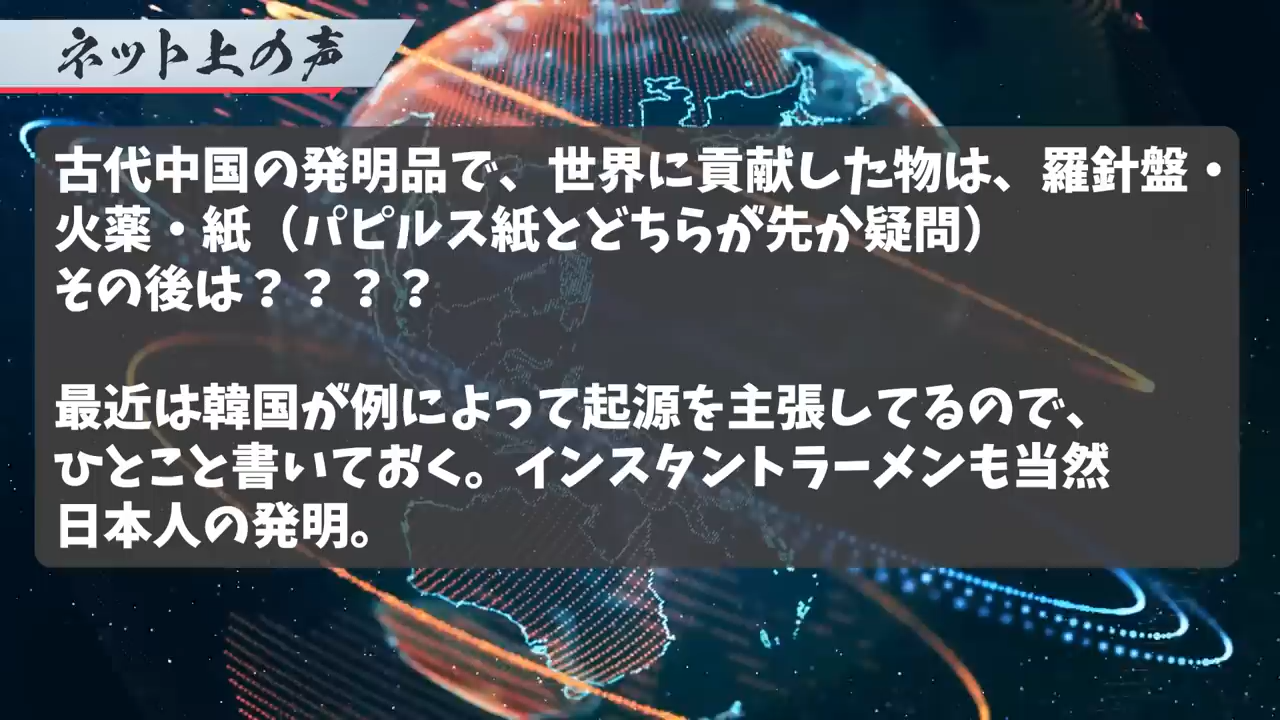 ネット上の声
古代中国の発明品で、世界に貢献した物は、羅針盤・
火薬・紙（パピルス紙とどちらが先か疑問）
その後は？？？？
最近は韓国が例によって起源を主張してるので、
ひとこと書いておく。インスタントラーメンも当然
日本人の発明。